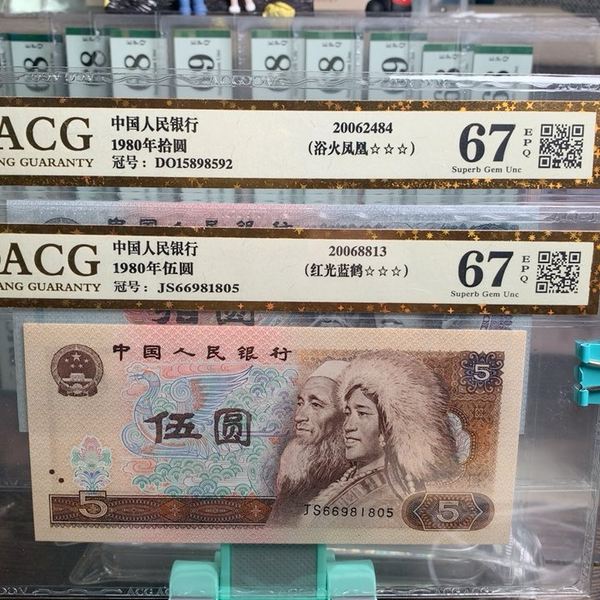 ACG
NG GUARANTY
中国人民银行
1980年拾圆
冠号：DO15898592
20062484
（浴火凤凰☆☆☆）
67
EPQ
Superb Gem Unc
ACG
NG GUARANTY
中国人民银行
1980年伍圆
冠号：JS66981805
20068813
（红光蓝鹤☆☆☆）
67
EPQ
Superb Gem Unc
中国人民银行
5
伍圆
JS66981805
5
5